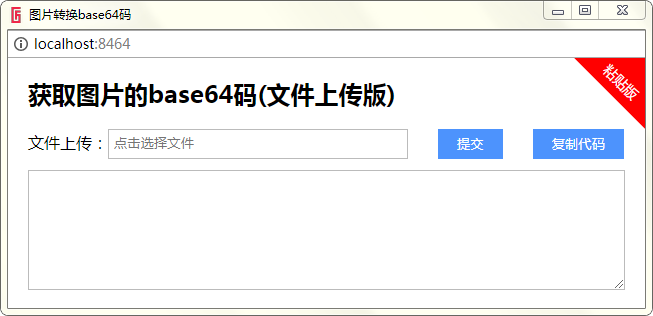 图片转换base64码
localhost:8464
粘贴版
获取图片的base64码(文件上传版)
文件上传：点击选择文件 提交 复制代码